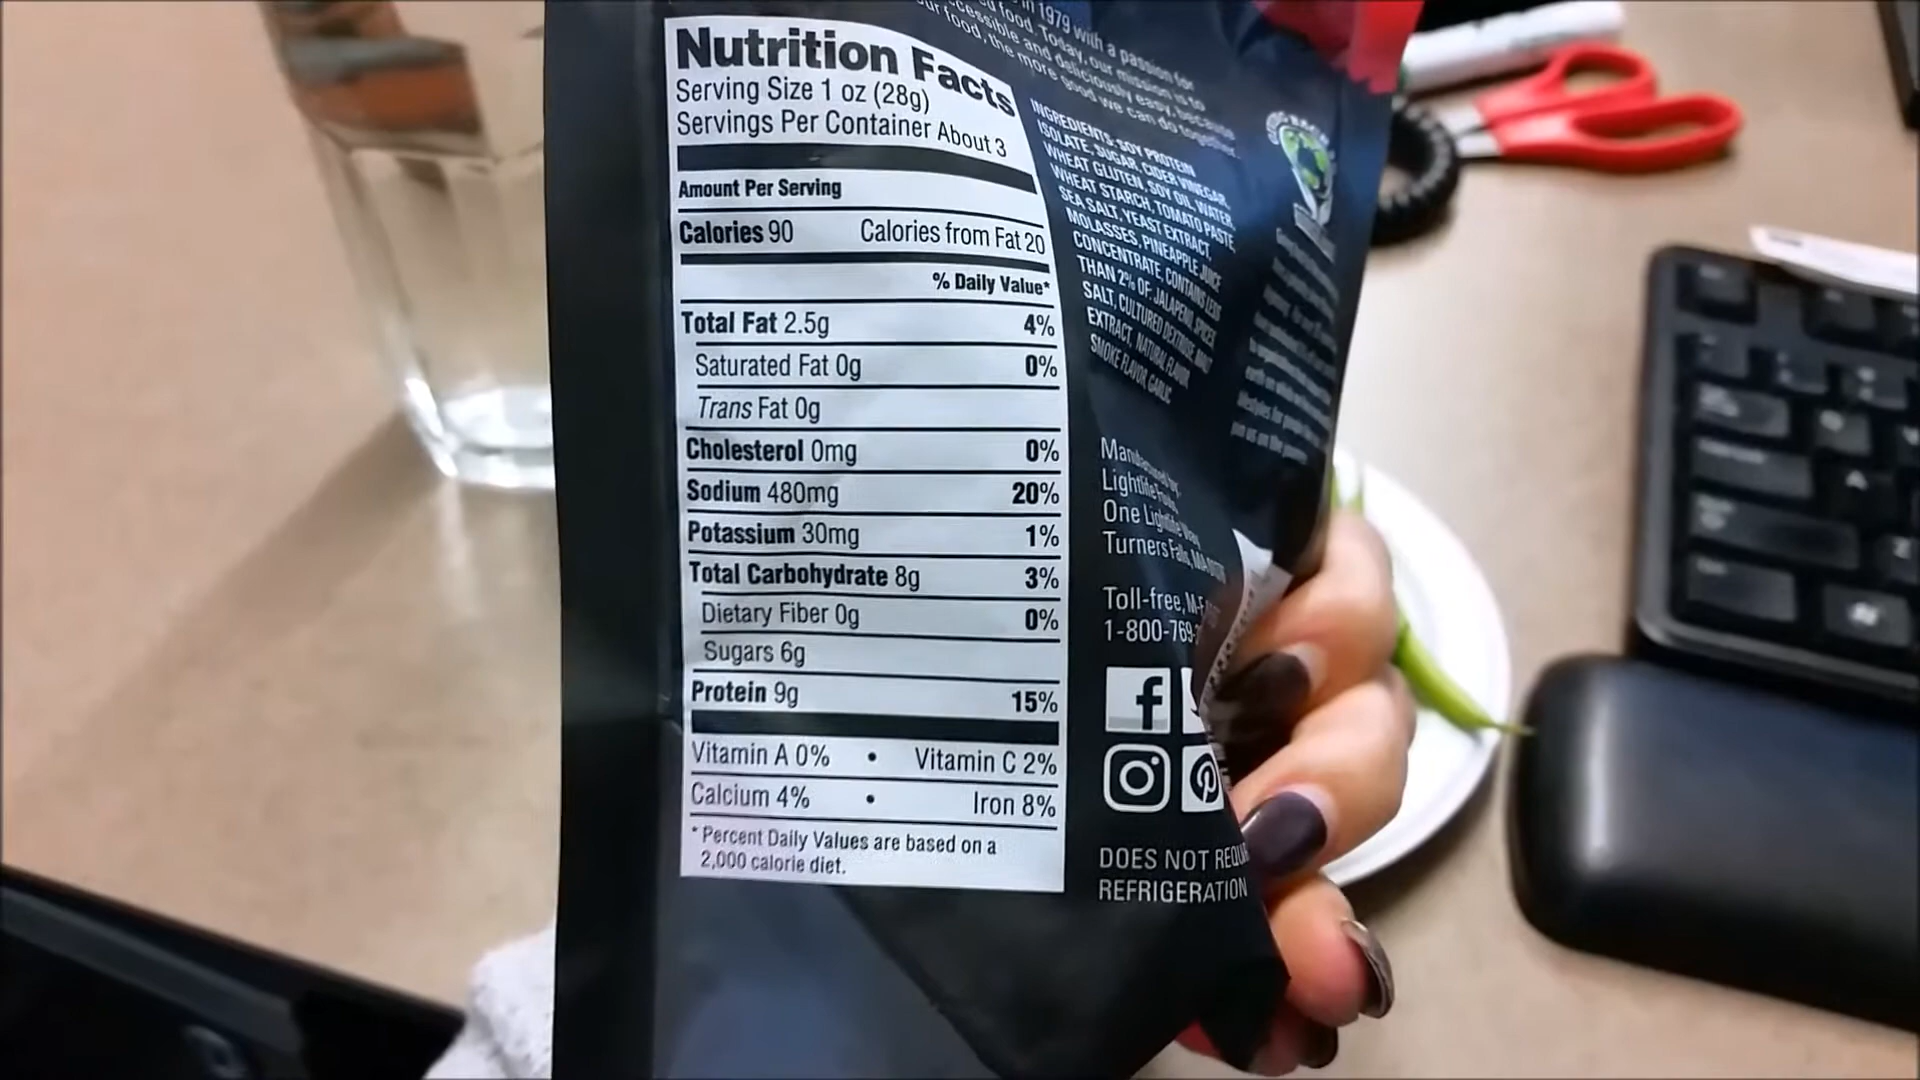 in 1979 with a passion for
food. Today, our mission is to
accessible and deliciously easy, because
our food, the more good we can do together.
Nutrition Facts
Serving Size 1 oz (28g)
Servings Per Container About 3
Amount Per Serving
Calories 90 Calories from Fat 20
% Daily Value*
Total Fat 2.5g 4%
Saturated Fat 0g 0%
Trans Fat 0g
Cholesterol 0mg 0%
Sodium 480mg 20%
Potassium 30mg 1%
Total Carbohydrate 8g 3%
Dietary Fiber 0g 0%
Sugars 6g
Protein 9g 15%
Vitamin A 0% • Vitamin C 2%
Calcium 4% • Iron 8%
* Percent Daily Values are based on a
2,000 calorie diet.
INGREDIENTS: SOY PROTEIN
ISOLATE, SUGAR, CIDER VINEGAR,
WHEAT GLUTEN, SOY OIL, WATER,
WHEAT STARCH, TOMATO PASTE,
SEA SALT, YEAST EXTRACT,
MOLASSES, PINEAPPLE JUICE
CONCENTRATE, CONTAINS LESS
THAN 2% OF: JALAPENO, SPICES,
SALT, CULTURED DEXTROSE,
EXTRACT, NATURAL FLAVOR,
SMOKE FLAVOR, GARLIC
Manufactured by:
Lightlife Foods
One Lightlife Way
Turners Falls, MA
Toll-free, M-F
1-800-769-
DOES NOT REQU
REFRIGERATION